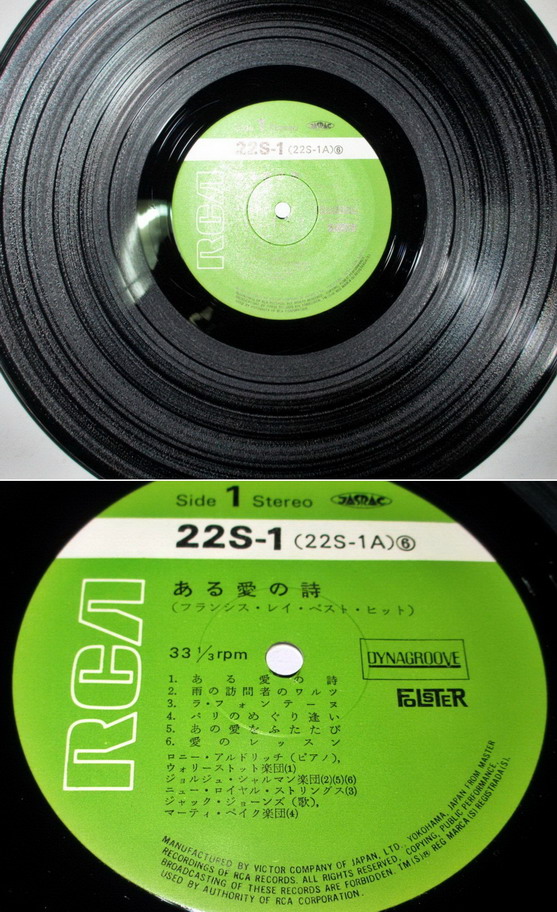 22S-1 (22S-1A)⑥
RCA
Side 1 Stereo
JASRAC
22S-1 (22S-1A)⑥
RCA
ある愛の詩
(フランシス・レイ・ベスト・ヒット)
33 1/3 rpm
DYNAGROOVE
1. ある愛の詩
2. 雨の訪問者のワルツ
3. ラ・フォンテーヌ
4. パリのめぐり逢い
5. あの愛をふたたび
6. 愛のレッスン
ロニー・アルドリッチ(ピアノ),
ウォリーストット楽団(1)
ジョルジュ・シャルマン楽団(2)(5)(6)
ニュー・ロイヤル・ストリングス(3)
ジャック・ジョーンズ(歌),
マーティ・ペイク楽団(4)
MANUFACTURED BY VICTOR COMPANY OF JAPAN, LTD., YOKOHAMA, JAPAN FROM MASTER
RECORDINGS OF RCA RECORDS. ALL RIGHTS RESERVED, COPYING, PUBLIC PERFORMANCE,
BROADCASTING OF THESE RECORDS ARE FORBIDDEN. TM(S)® REG MARCA(S) REGISTRADA(S).
USED BY AUTHORITY OF RCA CORPORATION.